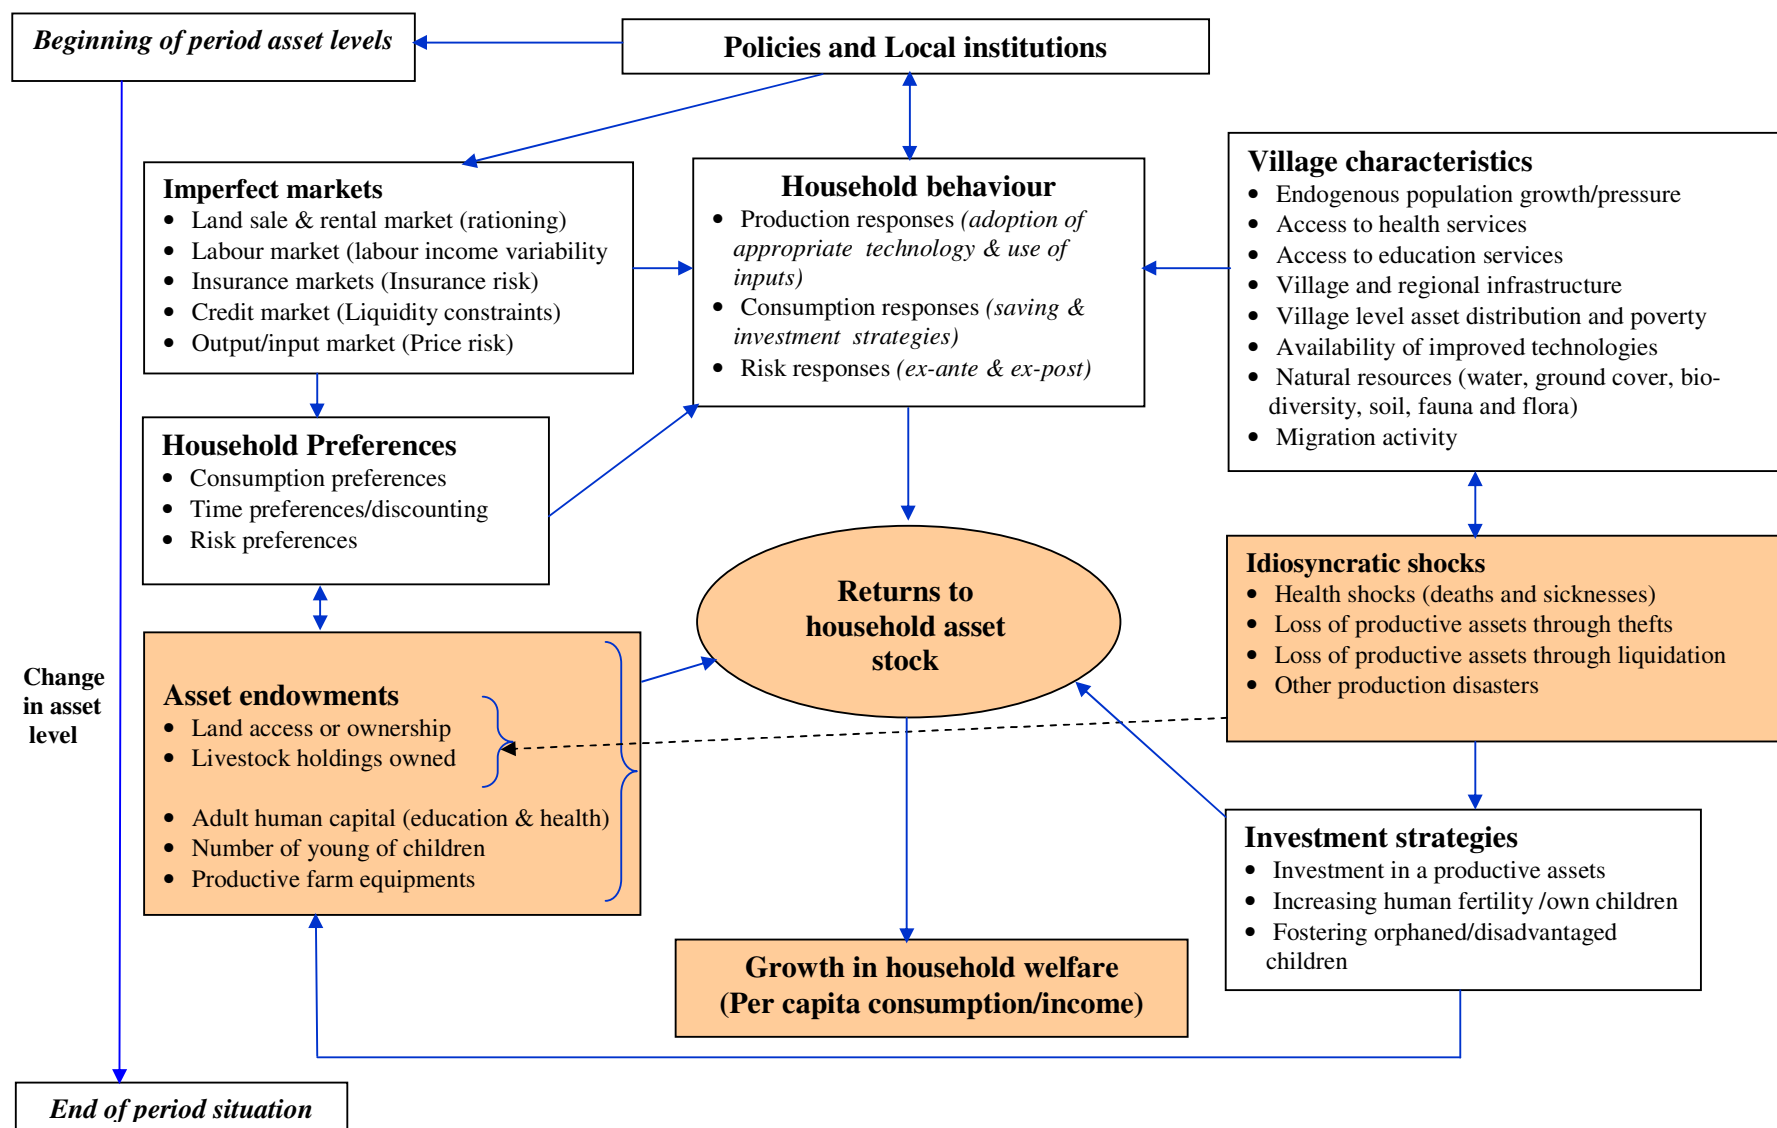 Beginning of period asset levels
Policies and Local institutions
Imperfect markets
• Land sale & rental market (rationing)
• Labour market (labour income variability
• Insurance markets (Insurance risk)
• Credit market (Liquidity constraints)
• Output/input market (Price risk)
Household behaviour
• Production responses (adoption of
appropriate technology & use of
inputs)
• Consumption responses (saving &
investment strategies)
• Risk responses (ex-ante & ex-post)
Village characteristics
• Endogenous population growth/pressure
• Access to health services
• Access to education services
• Village and regional infrastructure
• Village level asset distribution and poverty
• Availability of improved technologies
• Natural resources (water, ground cover, bio-
diversity, soil, fauna and flora)
• Migration activity
Household Preferences
• Consumption preferences
• Time preferences/discounting
• Risk preferences
Returns to
household asset
stock
Idiosyncratic shocks
• Health shocks (deaths and sicknesses)
• Loss of productive assets through thefts
• Loss of productive assets through liquidation
• Other production disasters
Change
in asset
level
Asset endowments
• Land access or ownership
• Livestock holdings owned
• Adult human capital (education & health)
• Number of young of children
• Productive farm equipments
Investment strategies
• Investment in a productive assets
• Increasing human fertility /own children
• Fostering orphaned/disadvantaged
children
Growth in household welfare
(Per capita consumption/income)
End of period situation